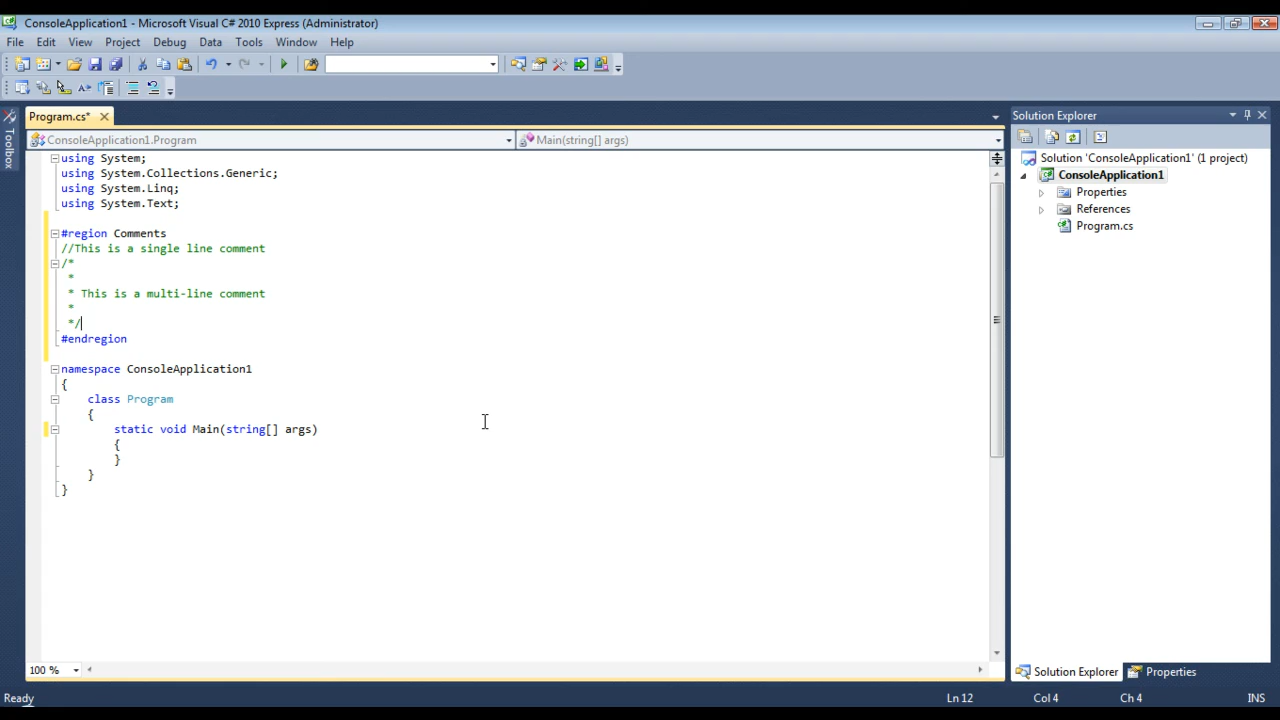 ConsoleApplication1 - Microsoft Visual C# 2010 Express (Administrator)
File Edit View Project Debug Data Tools Window Help
Program.cs*
Solution Explorer
Toolbox
ConsoleApplication1.Program
Main(string[] args)
using System;
using System.Collections.Generic;
using System.Linq;
using System.Text;
#region Comments
//This is a single line comment
/*
*
* This is a multi-line comment
*
*/
#endregion
namespace ConsoleApplication1
{
class Program
{
static void Main(string[] args)
{
}
}
}
Solution 'ConsoleApplication1' (1 project)
ConsoleApplication1
Properties
References
Program.cs
100 %
Solution Explorer
Properties
Ready
Ln 12
Col 4
Ch 4
INS